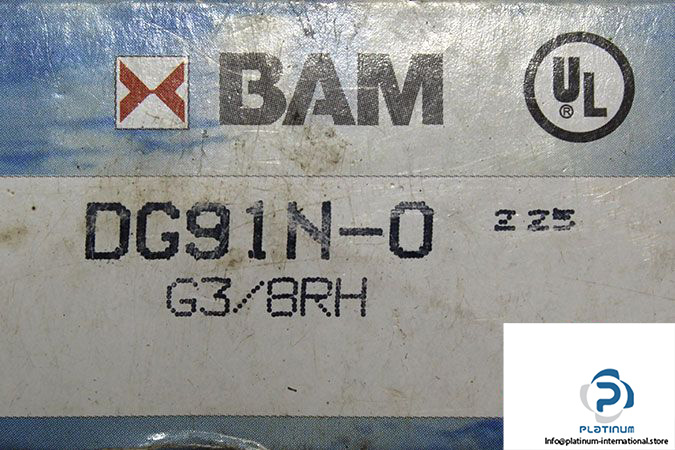 BAM
UL
®
DG91N-0 225
G3/8RH
PLATINUM
Info@platinum-international.store